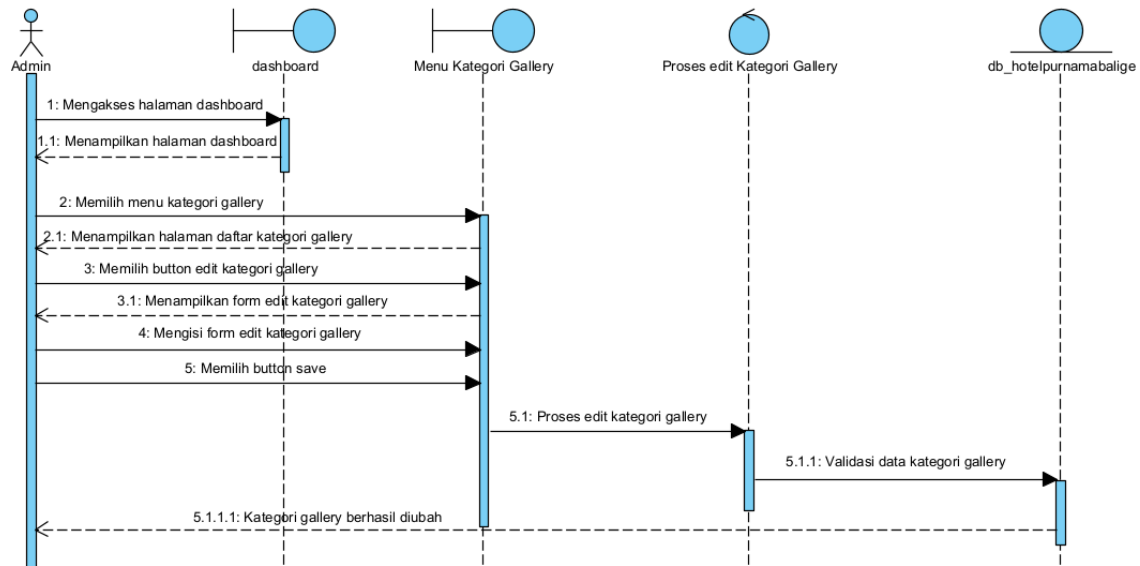 Admin
dashboard
Menu Kategori Gallery
Proses edit Kategori Gallery
db_hotelpurnamabalige
1: Mengakses halaman dashboard
1.1: Menampilkan halaman dashboard
2: Memilih menu kategori gallery
2.1: Menampilkan halaman daftar kategori gallery
3: Memilih button edit kategori gallery
3.1: Menampilkan form edit kategori gallery
4: Mengisi form edit kategori gallery
5: Memilih button save
5.1: Proses edit kategori gallery
5.1.1: Validasi data kategori gallery
5.1.1.1: Kategori gallery berhasil diubah